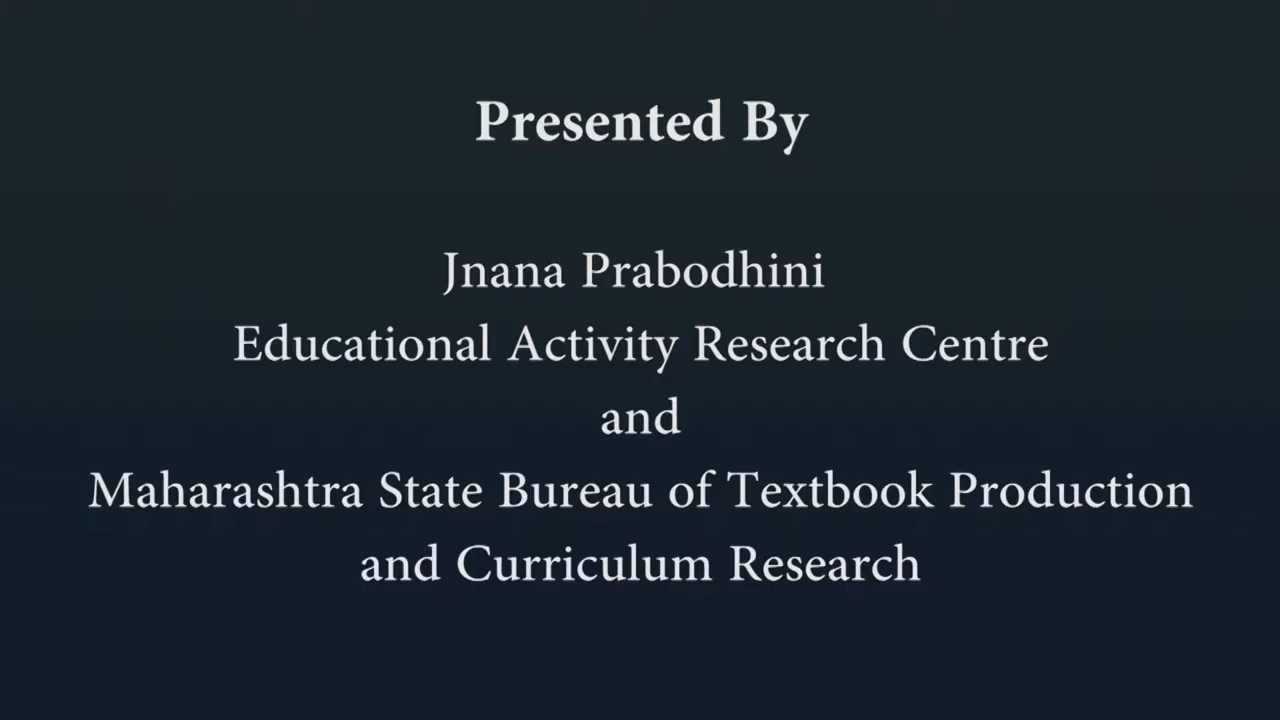 Presented By
Jnana Prabodhini
Educational Activity Research Centre
and
Maharashtra State Bureau of Textbook Production
and Curriculum Research